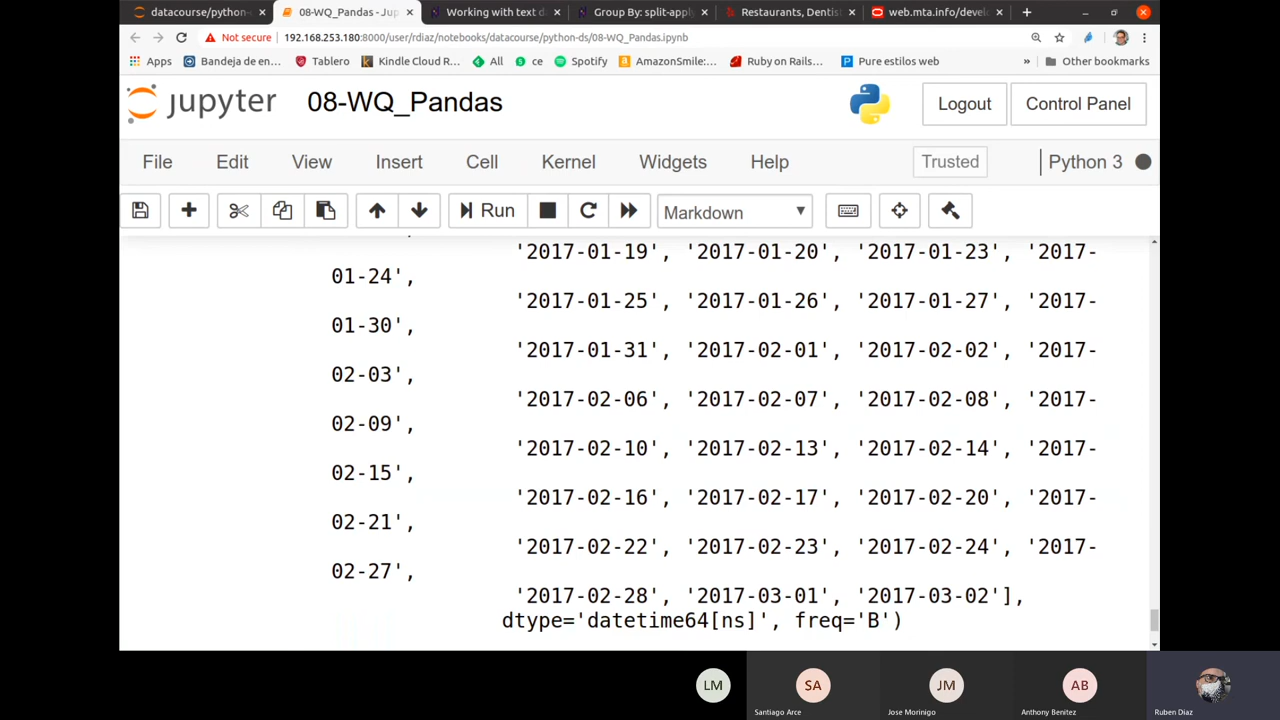 datacourse/python-
08-WQ_Pandas - Jup
Working with text d
Group By: split-apply
Restaurants, Dentis
web.mta.info/devel
Not secure | 192.168.253.180:8000/user/rdiaz/notebooks/datacourse/python-ds/08-WQ_Pandas.ipynb
Apps
Bandeja de en...
Tablero
Kindle Cloud R...
All
ce
Spotify
AmazonSmile:...
Ruby on Rails...
Pure estilos web
»
Other bookmarks
jupyter
08-WQ_Pandas
Logout
Control Panel
File
Edit
View
Insert
Cell
Kernel
Widgets
Help
Trusted
Python 3
Run
Markdown
'2017-01-19', '2017-01-20', '2017-01-23', '2017-
01-24',
'2017-01-25', '2017-01-26', '2017-01-27', '2017-
01-30',
'2017-01-31', '2017-02-01', '2017-02-02', '2017-
02-03',
'2017-02-06', '2017-02-07', '2017-02-08', '2017-
02-09',
'2017-02-10', '2017-02-13', '2017-02-14', '2017-
02-15',
'2017-02-16', '2017-02-17', '2017-02-20', '2017-
02-21',
'2017-02-22', '2017-02-23', '2017-02-24', '2017-
02-27',
'2017-02-28', '2017-03-01', '2017-03-02'],
dtype='datetime64[ns]', freq='B')
LM
SA
Santiago Arce
JM
Jose Morinigo
AB
Anthony Benitez
Ruben Diaz